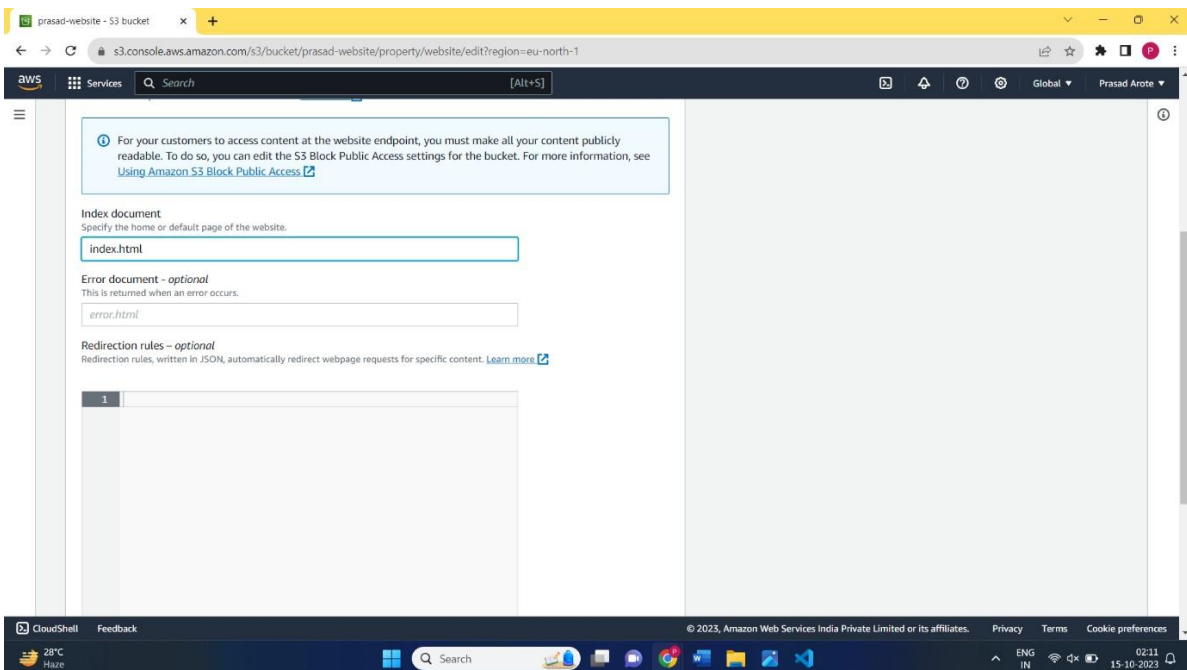 prasad-website - S3 bucket
s3.console.aws.amazon.com/s3/bucket/prasad-website/property/website/edit?region=eu-north-1
P
aws
Services
Search
[Alt+S]
Global
Prasad Arote
For your customers to access content at the website endpoint, you must make all your content publicly
readable. To do so, you can edit the S3 Block Public Access settings for the bucket. For more information, see
Using Amazon S3 Block Public Access
Index document
Specify the home or default page of the website.
index.html
Error document - optional
This is returned when an error occurs.
error.html
Redirection rules – optional
Redirection rules, written in JSON, automatically redirect webpage requests for specific content. Learn more
1
CloudShell
Feedback
© 2023, Amazon Web Services India Private Limited or its affiliates.
Privacy
Terms
Cookie preferences
28°C
Haze
Search
ENG
IN
02:11
15-10-2023